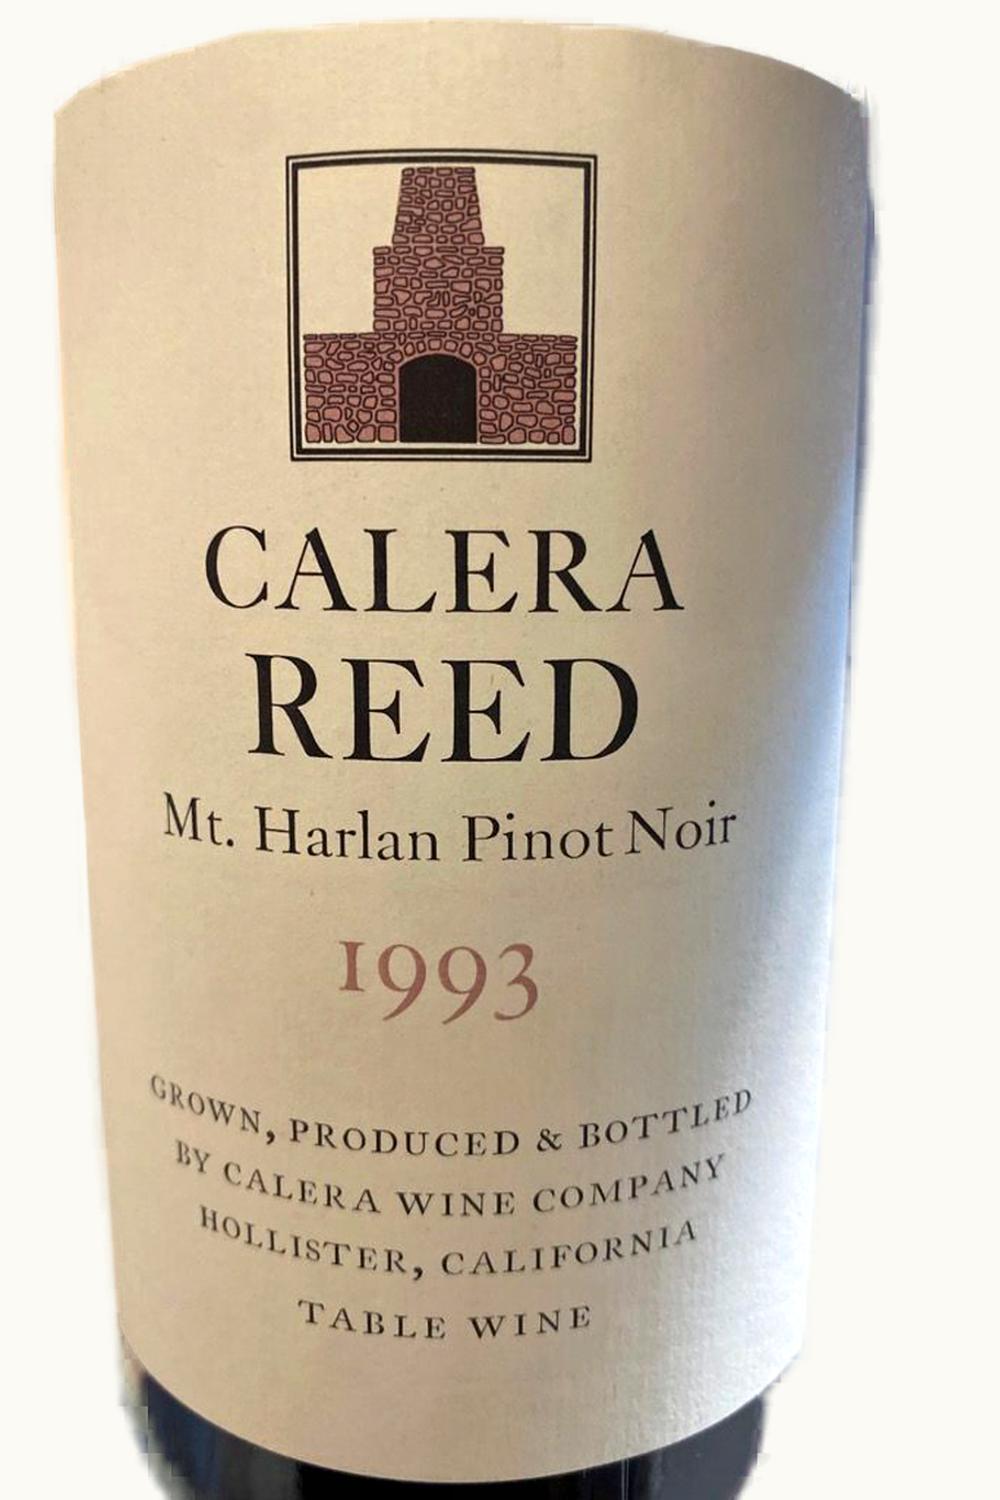 CALERA
REED
Mt. Harlan Pinot Noir
1993
GROWN, PRODUCED & BOTTLED
BY CALERA WINE COMPANY
HOLLISTER, CALIFORNIA
TABLE WINE